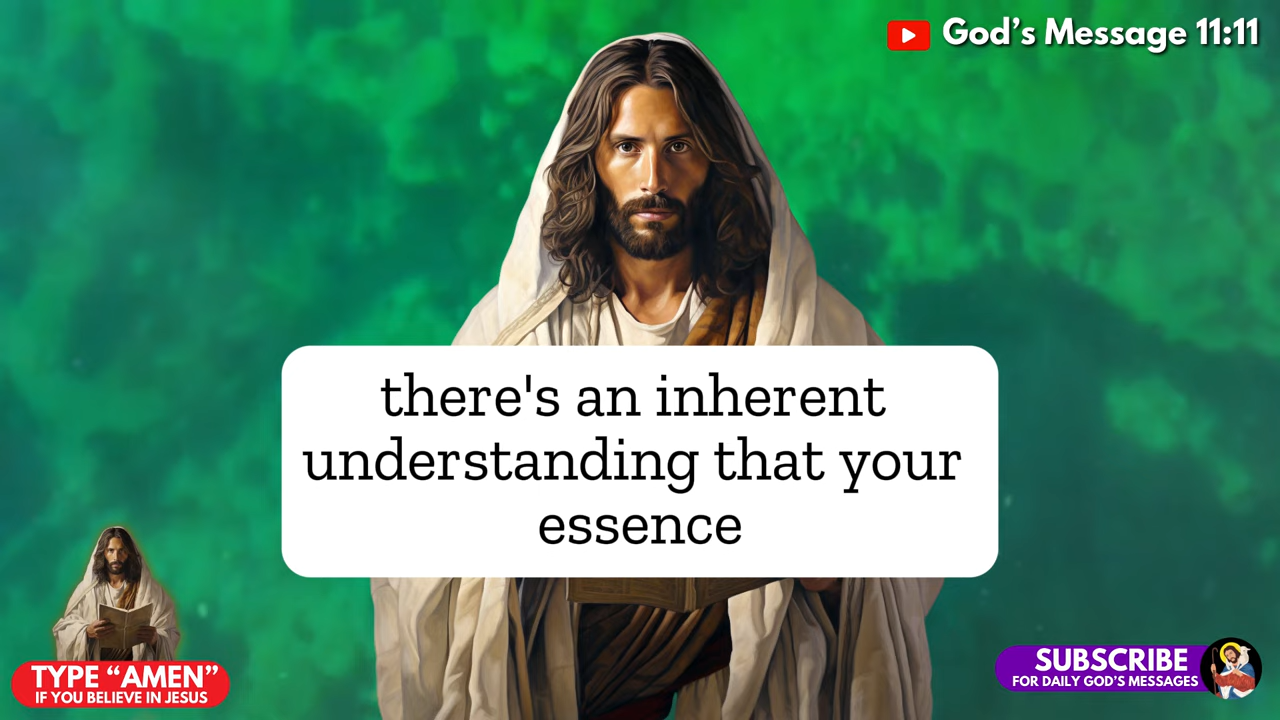 God's Message 11:11
there's an inherent
understanding that your
essence
TYPE “AMEN”
IF YOU BELIEVE IN JESUS
SUBSCRIBE
FOR DAILY GOD'S MESSAGES